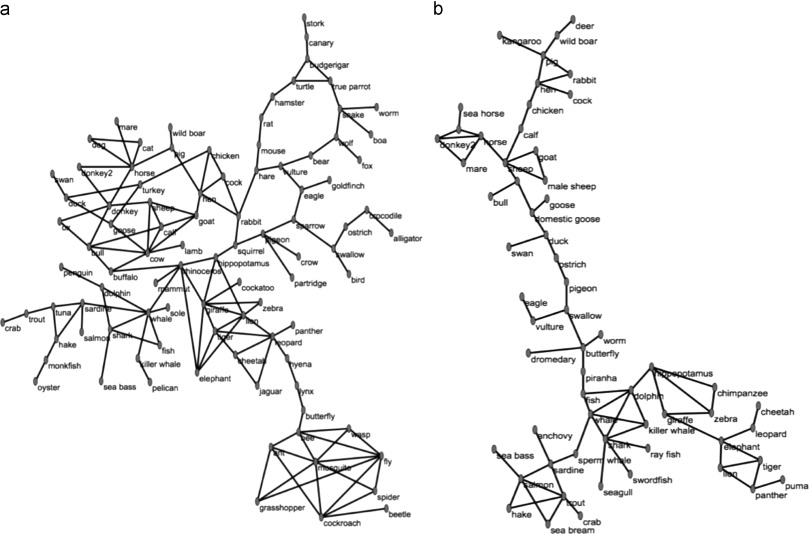 a
stork
canary
budgerigar
turtle
true parrot
hamster
snake
worm
rat
boa
mouse
wolf
bear
fox
hare
vulture
goldfinch
eagle
mare
dog
cat
wild boar
pig
chicken
donkey2
horse
swan
turkey
cock
duck
donkey
sheep
hen
goat
rabbit
ox
goose
calf
bull
cow
lamb
squirrel
pigeon
sparrow
crocodile
ostrich
alligator
swallow
bird
crow
partridge
buffalo
rhinoceros
hippopotamus
penguin
dolphin
mammut
cockatoo
crab
trout
tuna
sardine
whale
sole
giraffe
zebra
lion
salmon
shark
fish
tiger
panther
leopard
hake
monkfish
killer whale
cheetah
hyena
oyster
sea bass
pelican
elephant
jaguar
lynx
butterfly
bee
wasp
ant
mosquito
fly
spider
grasshopper
cockroach
beetle
b
deer
kangaroo
wild boar
pig
rabbit
hen
cock
chicken
sea horse
calf
donkey2
horse
goat
mare
sheep
male sheep
bull
goose
domestic goose
swan
duck
ostrich
pigeon
eagle
swallow
vulture
worm
dromedary
butterfly
piranha
hippopotamus
fish
dolphin
chimpanzee
whale
giraffe
zebra
cheetah
anchovy
killer whale
leopard
shark
ray fish
elephant
sea bass
sardine
sperm whale
salmon
swordfish
lion
tiger
puma
seagull
panther
trout
hake
crab
sea bream